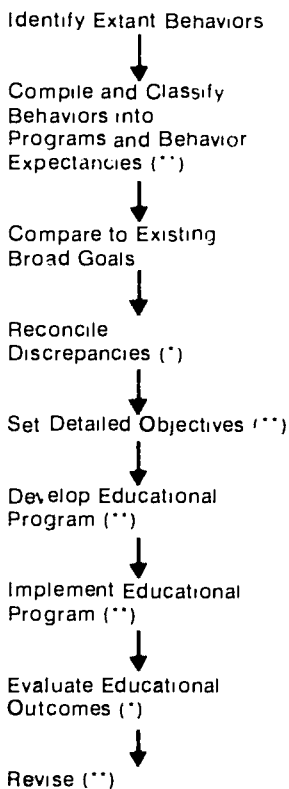 Identify Extant Behaviors
Compile and Classify
Behaviors into
Programs and Behavior
Expectancies (**)
Compare to Existing
Broad Goals
Reconcile
Discrepancies (*)
Set Detailed Objectives (**)
Develop Educational
Program (**)
Implement Educational
Program (**)
Evaluate Educational
Outcomes (*)
Revise (**)